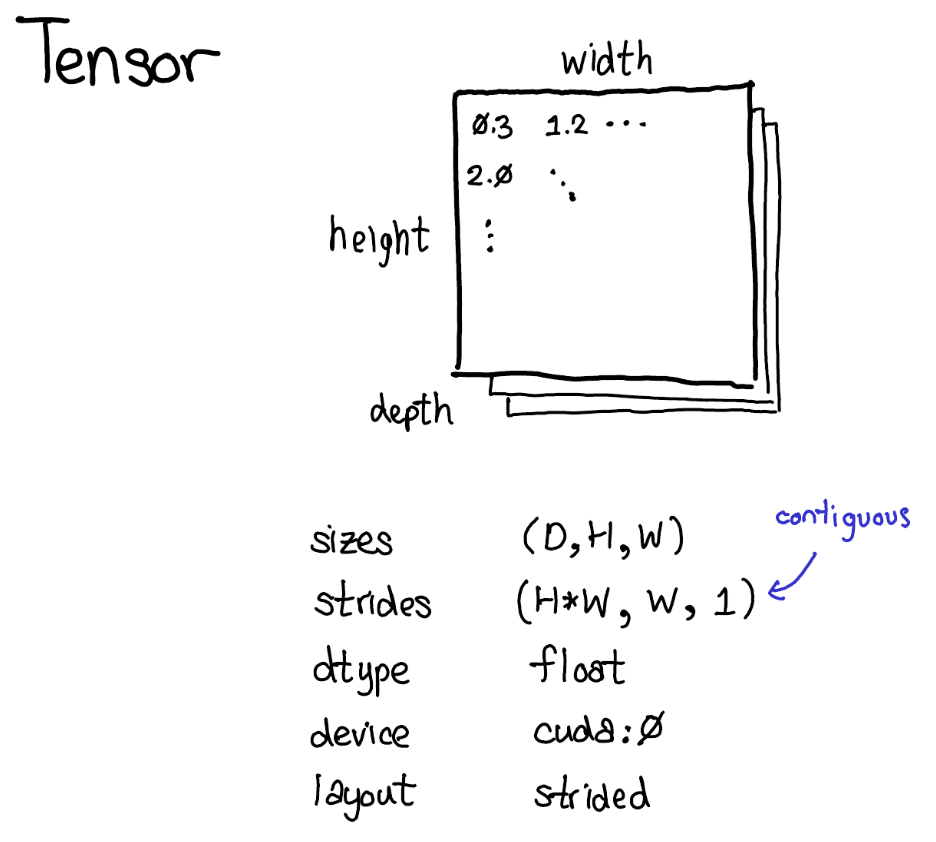 Tensor
width
0.3 1.2 ...
2.0 ⋱
⋮
height
depth
sizes (D, H, W)
contiguous
strides (H*W, W, 1)
dtype float
device cuda:0
layout strided